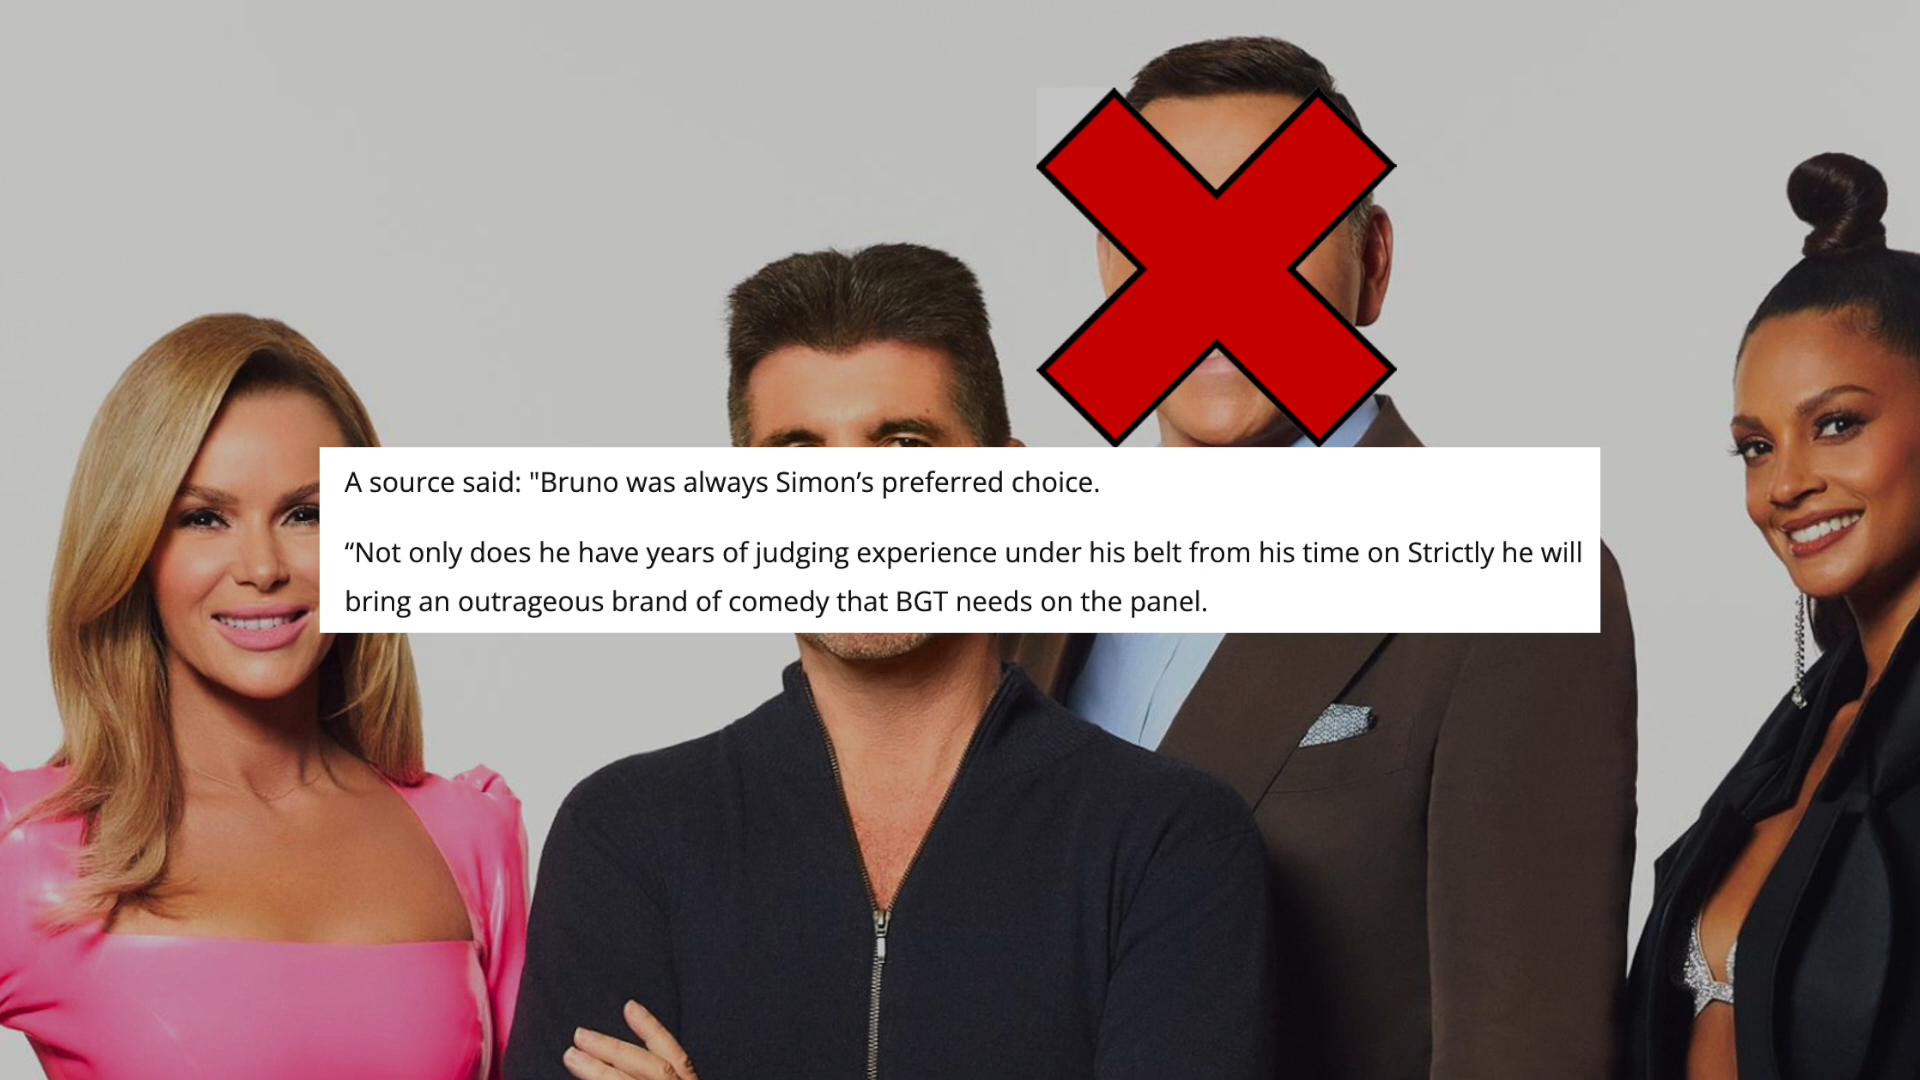 A source said: "Bruno was always Simon’s preferred choice.
“Not only does he have years of judging experience under his belt from his time on Strictly he will
bring an outrageous brand of comedy that BGT needs on the panel.